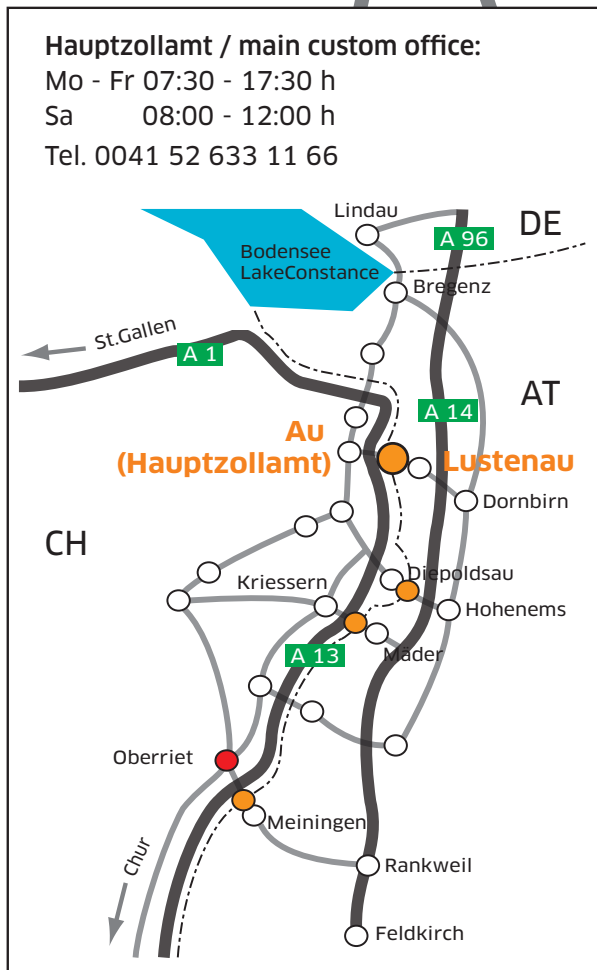 Hauptzollamt / main custom office:
Mo - Fr 07:30 - 17:30 h
Sa 08:00 - 12:00 h
Tel. 0041 52 633 11 66
Lindau
DE
A 96
Bodensee
LakeConstance
Bregenz
St.Gallen
A 1
AT
A 14
Au
(Hauptzollamt)
Lustenau
Dornbirn
CH
Diepoldsau
Kriessern
Hohenems
Mäder
A 13
Oberriet
Meiningen
Chur
Rankweil
Feldkirch